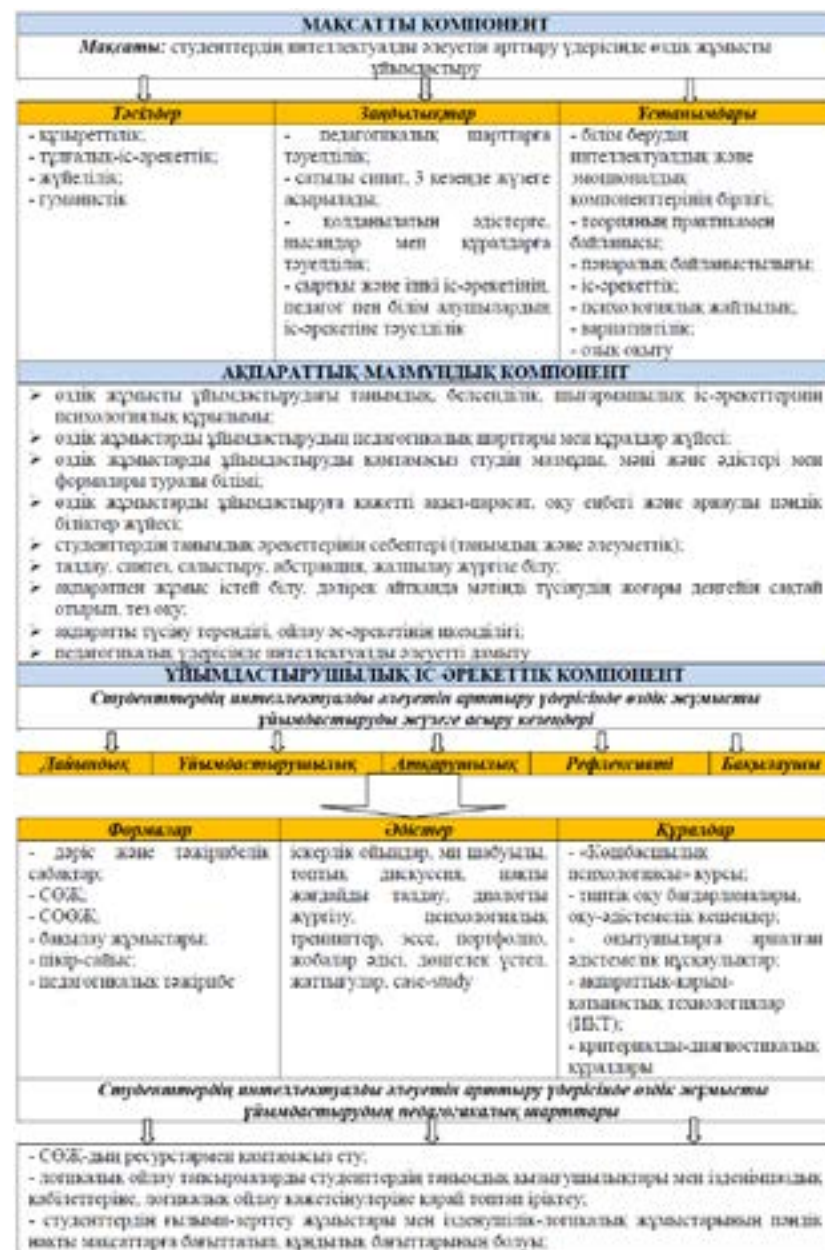 МАҚСАТТЫ КОМПОНЕНТ
Мақсаты: студенттердің интеллектуалды әлеуетін арттыру үдерісінде өздік жұмысты
ұйымдастыру
Тәсілдер
- құзыреттілік;
- тұлғалық-іс-әрекеттік;
- жүйелілік;
- гуманистік
Заңдылықтар
- педагогикалық шарттарға
тәуелділік;
- сатылы сипат, 3 кезеңде жүзеге
асырылады;
- қолданылатын әдістерге,
нысандар мен құралдарға
тәуелділік;
- сыртқы және ішкі іс-әрекетінің,
педагог пен білім алушылардың
іс-әрекетіне тәуелділік
Ұстанымдары
- білім берудің
интеллектуалдық және
эмоционалдық
компоненттерінің бірлігі;
- теорияның практикамен
байланысы;
- пәнаралық байланыстылығы;
- іс-әрекеттік;
- психологиялық жайлылық;
- вариативтілік;
- озық оқыту
АҚПАРАТТЫҚ-МАЗМҰНДЫҚ КОМПОНЕНТ
➢ өздік жұмысты ұйымдастырудағы танымдық, белсенділік, шығармашылық іс-әрекеттерінің
психологиялық құрылымы;
➢ өздік жұмыстарды ұйымдастырудың педагогикалық шарттары мен құралдар жүйесі;
➢ өздік жұмыстарды ұйымдастыруды қамтамасыз етудің мазмұны, мәні және әдістері мен
формалары туралы білімі;
➢ өздік жұмыстарды ұйымдастыруға қажетті ақыл-парасат, оқу еңбегі және арнаулы пәндік
біліктер жүйесі;
➢ студенттердің танымдық әрекеттерінің себептері (танымдық және әлеуметтік);
➢ талдау, синтез, салыстыру, абстракция, жалпылау жүргізе білу;
➢ ақпаратпен жұмыс істей білу, дәлірек айтқанда мәтінді түсінудің жоғары деңгейін сақтай
отырып, тез оқу;
➢ ақпаратты түсіну тереңдігі, ойлау әс-әрекетінің икемділігі;
➢ педагогикалық үдерісінде интеллектуалды әлеуетті дамыту
ҰЙЫМДАСТЫРУШЫЛЫҚ ІС-ӘРЕКЕТТІК КОМПОНЕНТ
Студенттердің интеллектуалды әлеуетін арттыру үдерісінде өздік жұмысты
ұйымдастыруды жүзеге асыру кезеңдері
Дайындық Ұйымдастырушылық Атқарушылық Рефлексивті Бақылаушы
Формалар
- дәріс және тәжірибелік
сабақтар;
- СӨЖ;
- СОӨЖ;
- бақылау жұмыстары;
- пікір-сайыс;
- педагогикалық тәжірибе
Әдістер
іскерлік ойындар, ми шабуылы,
топтық дискуссия, нақты
жағдайды талдау, диалогты
жүргізу, психологиялық
тренингтер, эссе, портфолио,
жобалар әдісі, дөңгелек үстел,
жаттығулар, case-study
Құралдар
- «Көшбасшылық
психологиясы» курсы;
- типтік оқу бағдарламалары,
оқу-әдістемелік кешендер;
- оқытушыларға арналған
әдістемелік нұсқаулықтар;
- ақпараттық-қарым-
қатынастық технологиялар
(ИКТ);
- критериалды-диагностикалық
құралдары
Студенттердің интеллектуалды әлеуетін арттыру үдерісінде өздік жұмысты
ұйымдастырудың педагогикалық шарттары
- СӨЖ-дың ресурстармен қамтамасыз ету;
- логикалық ойлау тапсырмаларды студенттердің танымдық қызығушылықтары мен ізденімпаздық
қабілеттеріне, логикалық ойлау қажетсінулеріне қарай топтап іріктеу;
- студенттердің ғылыми-зерттеу жұмыстары мен ізденушілік-логикалық жұмыстарының пәндік
нақты мақсаттарға бағытталып, құндылық бағыттарының болуы;